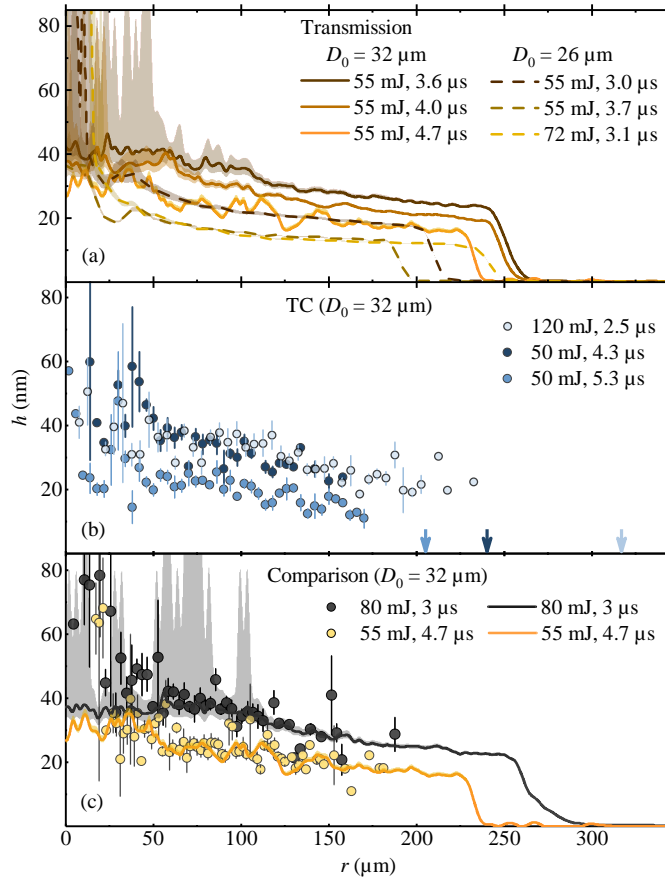 80
60
40
20
Transmission
D₀ = 32 µm D₀ = 26 µm
55 mJ, 3.6 µs 55 mJ, 3.0 µs
55 mJ, 4.0 µs 55 mJ, 3.7 µs
55 mJ, 4.7 µs 72 mJ, 3.1 µs
(a)
80
60
40
20
h (nm)
TC (D₀ = 32 µm)
120 mJ, 2.5 µs
50 mJ, 4.3 µs
50 mJ, 5.3 µs
(b)
80
60
40
20
Comparison (D₀ = 32 µm)
80 mJ, 3 µs 80 mJ, 3 µs
55 mJ, 4.7 µs 55 mJ, 4.7 µs
(c)
0 50 100 150 200 250 300
r (µm)